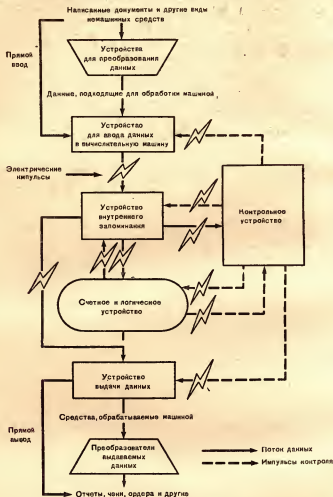 Написанные документы и другие виды
немашинных средств
Прямой
ввод
Устройства
для преобразования
данных
Данные, подходящие для обработки машиной
Устройство
для ввода данных
в вычислительную машину
Электрические
импульсы
Устройство
внутреннего
запоминания
Контрольное
устройство
Счетное и логическое
устройство
Устройство
выдачи данных
Средства, обрабатываемые машиной
Прямой
вывод
Преобразователи
выдаваемых
данных
Поток данных
Импульсы контроля
Отчеты, чеки, ордера и другие